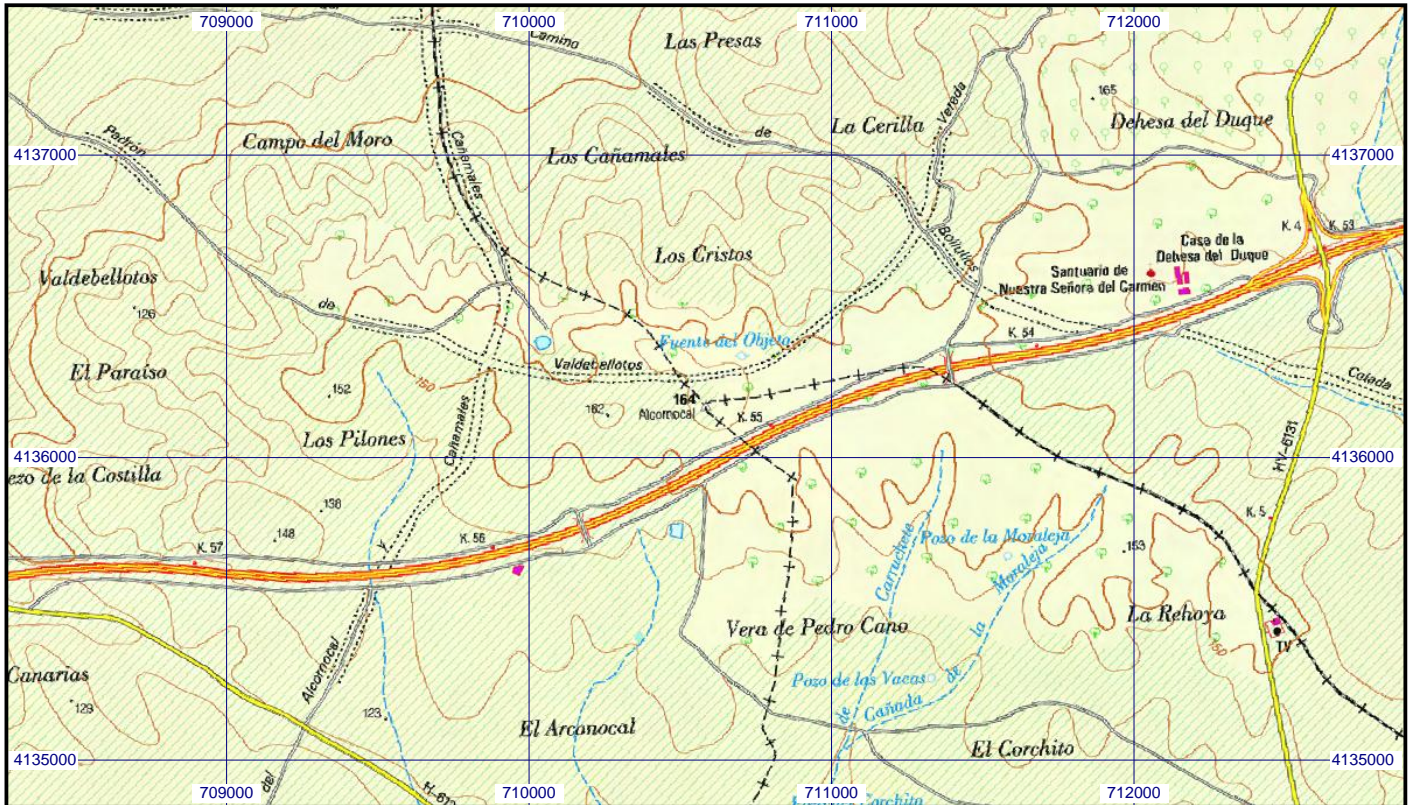 709000
710000
711000
712000
Camino
Las Presas
165
Vereda
de
La Cerilla
Dehesa del Duque
Padron
Campo del Moro
Cañamales
Los Cañamales
4137000
4137000
Bollullos
K. 4
K. 53
Casa de la
Dehesa del Duque
Los Cristos
Santuario de
Nuestra Señora del Carmen
Valdebellotos
126
de
K. 54
Fuente del Objeto
Valdebellotos
El Paraiso
150
Colada
152
164
Alcornocal
162
K. 55
Cañamales
Los Pilones
HV-6131
4136000
4136000
ezo de la Costilla
138
148
K. 5
K. 57
K. 56
Y
Pozo de la Moraleja
153
Carruchete
Moraleja
la
de
La Rehoya
Vera de Pedro Cano
TV
150
Alcornocal
Canarias
Pozo de las Vacas
129
123
Cañada
de
El Arconocal
El Corchito
4135000
4135000
del
709000
710000
711000
712000